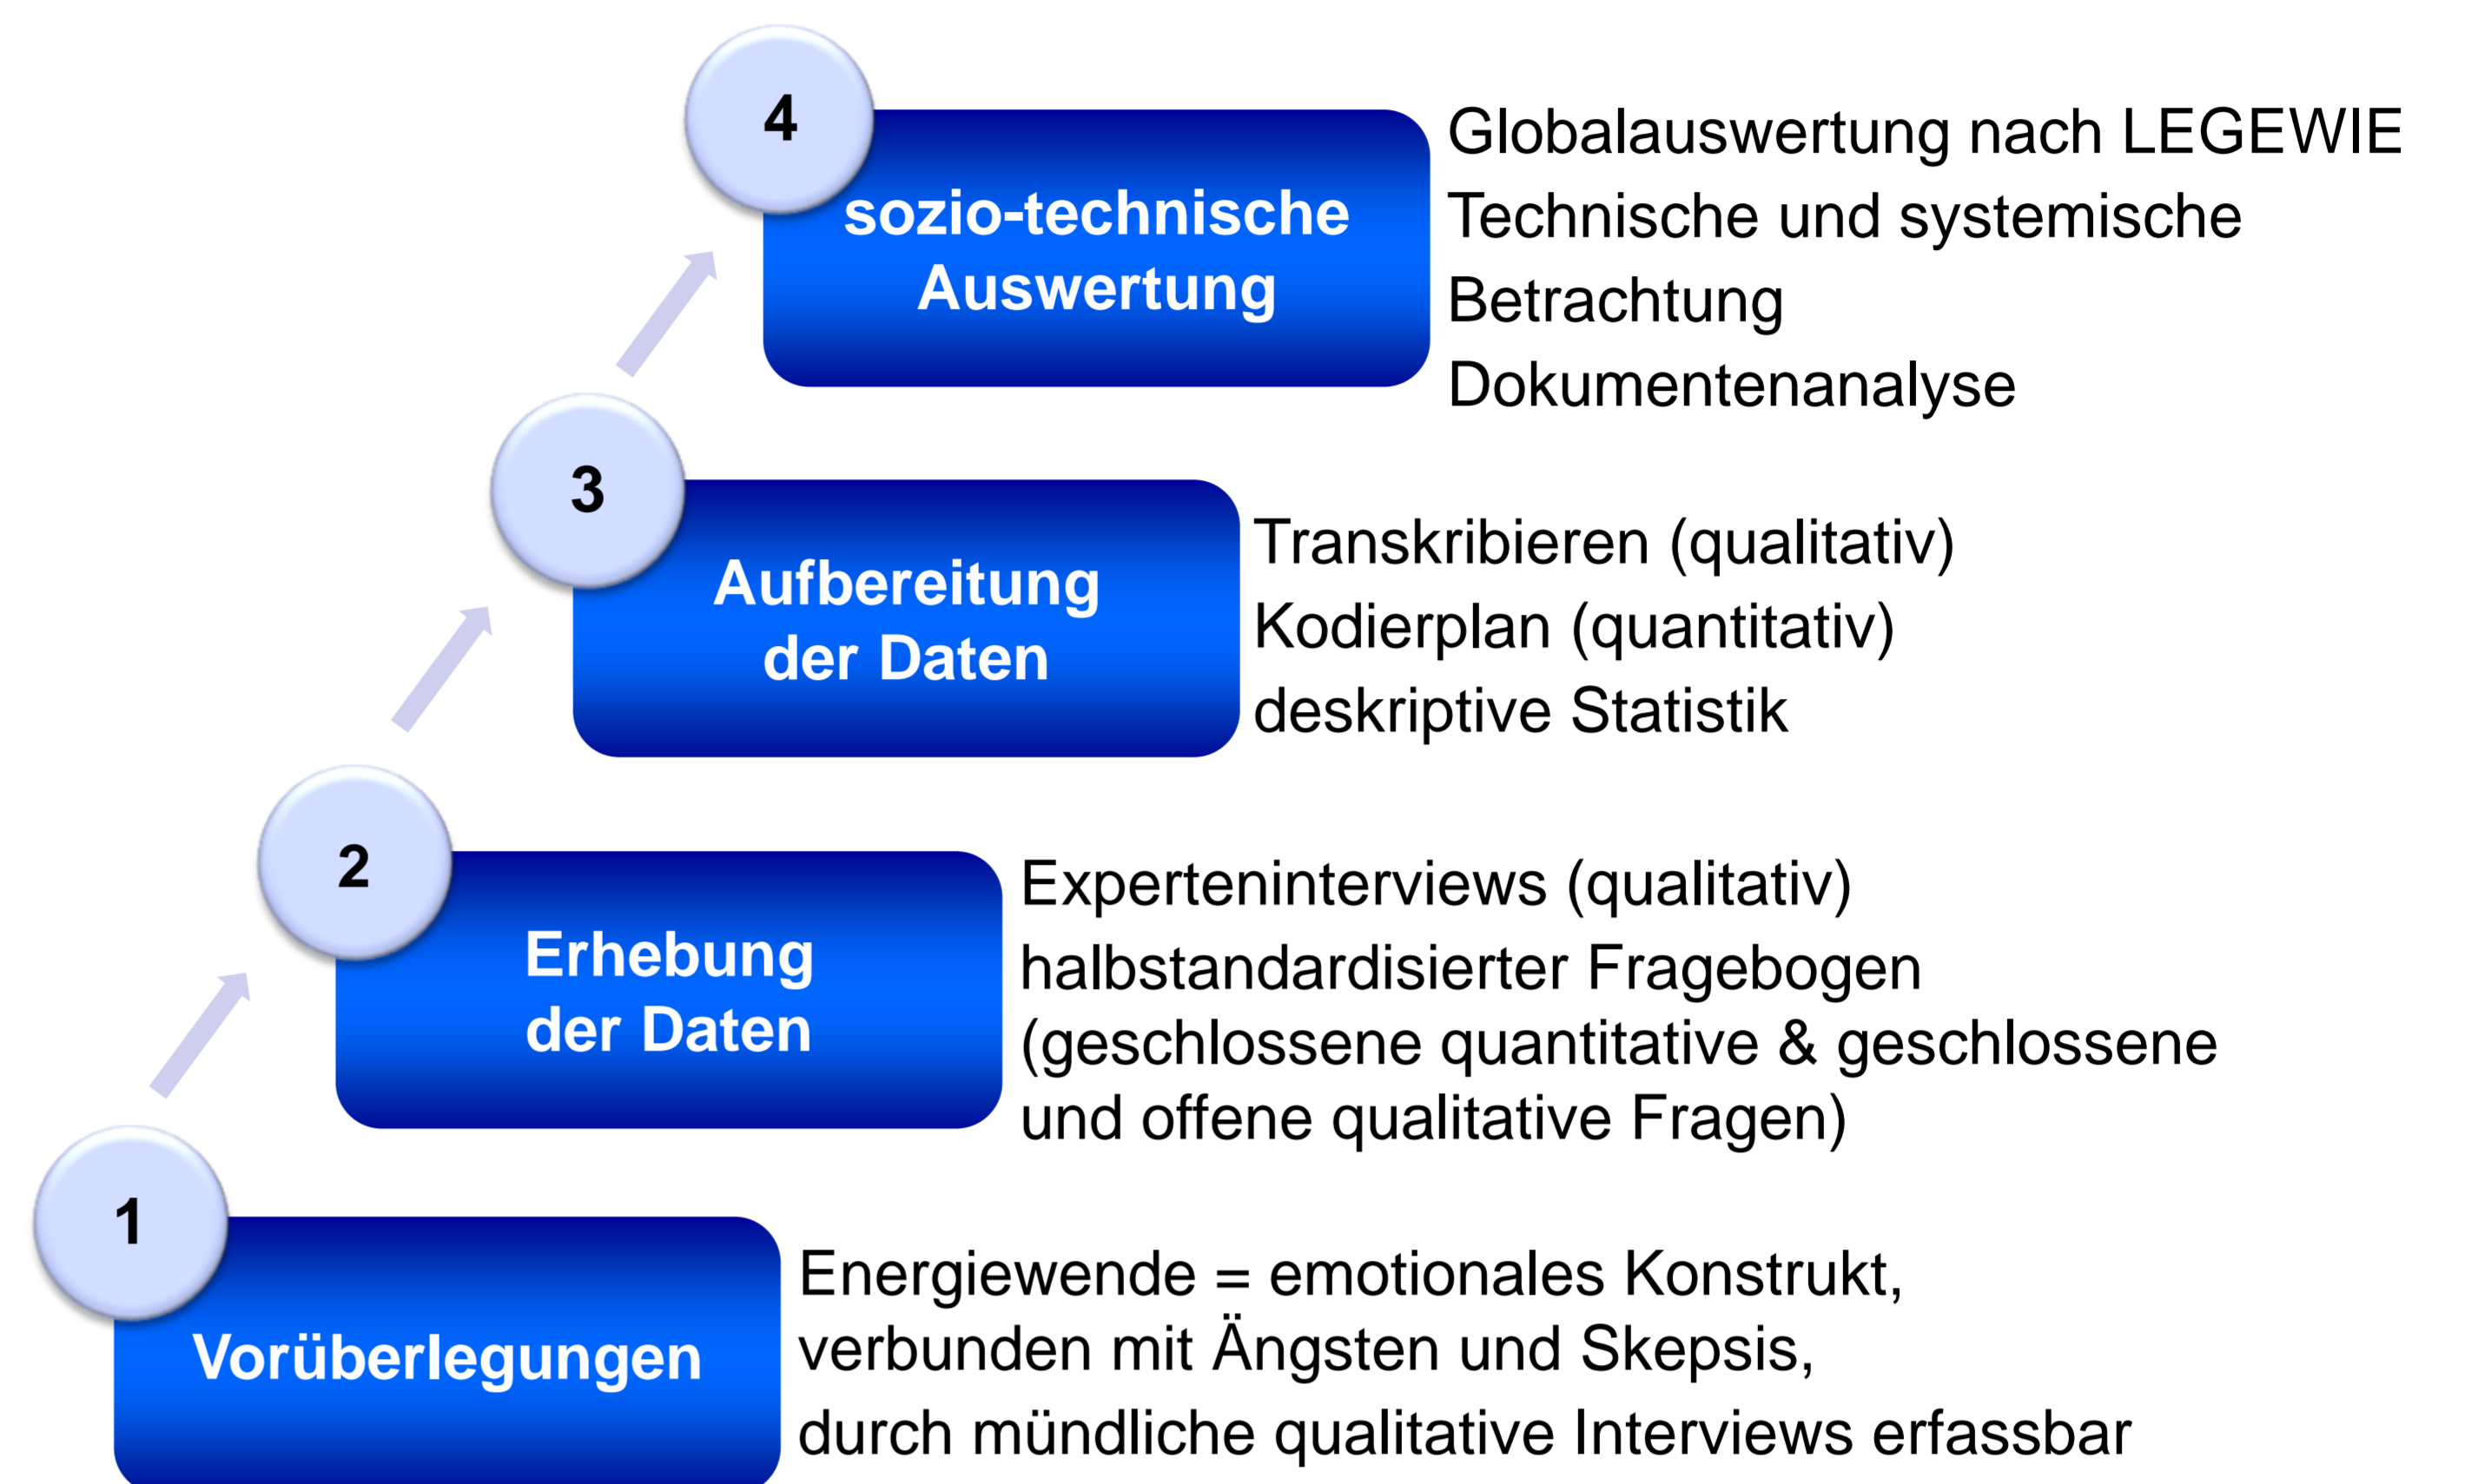 4
sozio-technische
Auswertung
Globalauswertung nach LEGEWIE
Technische und systemische
Betrachtung
Dokumentenanalyse
3
Aufbereitung
der Daten
Transkribieren (qualitativ)
Kodierplan (quantitativ)
deskriptive Statistik
2
Erhebung
der Daten
Experteninterviews (qualitativ)
halbstandardisierter Fragebogen
(geschlossene quantitative & geschlossene
und offene qualitative Fragen)
1
Vorüberlegungen
Energiewende = emotionales Konstrukt,
verbunden mit Ängsten und Skepsis,
durch mündliche qualitative Interviews erfassbar